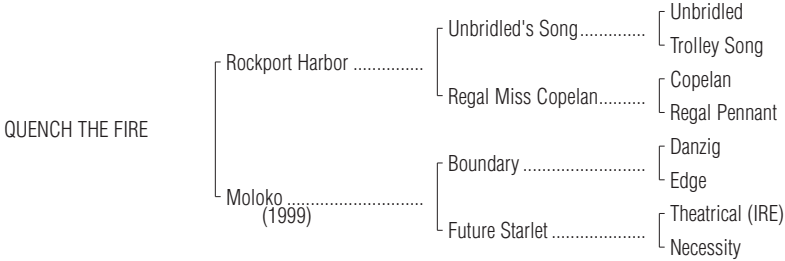 Unbridled
Unbridled's Song..............
Trolley Song
Rockport Harbor ...............
Copelan
Regal Miss Copelan..........
Regal Pennant
QUENCH THE FIRE
Danzig
Boundary ..........................
Edge
Moloko .............................
(1999)
Theatrical (IRE)
Future Starlet ....................
Necessity